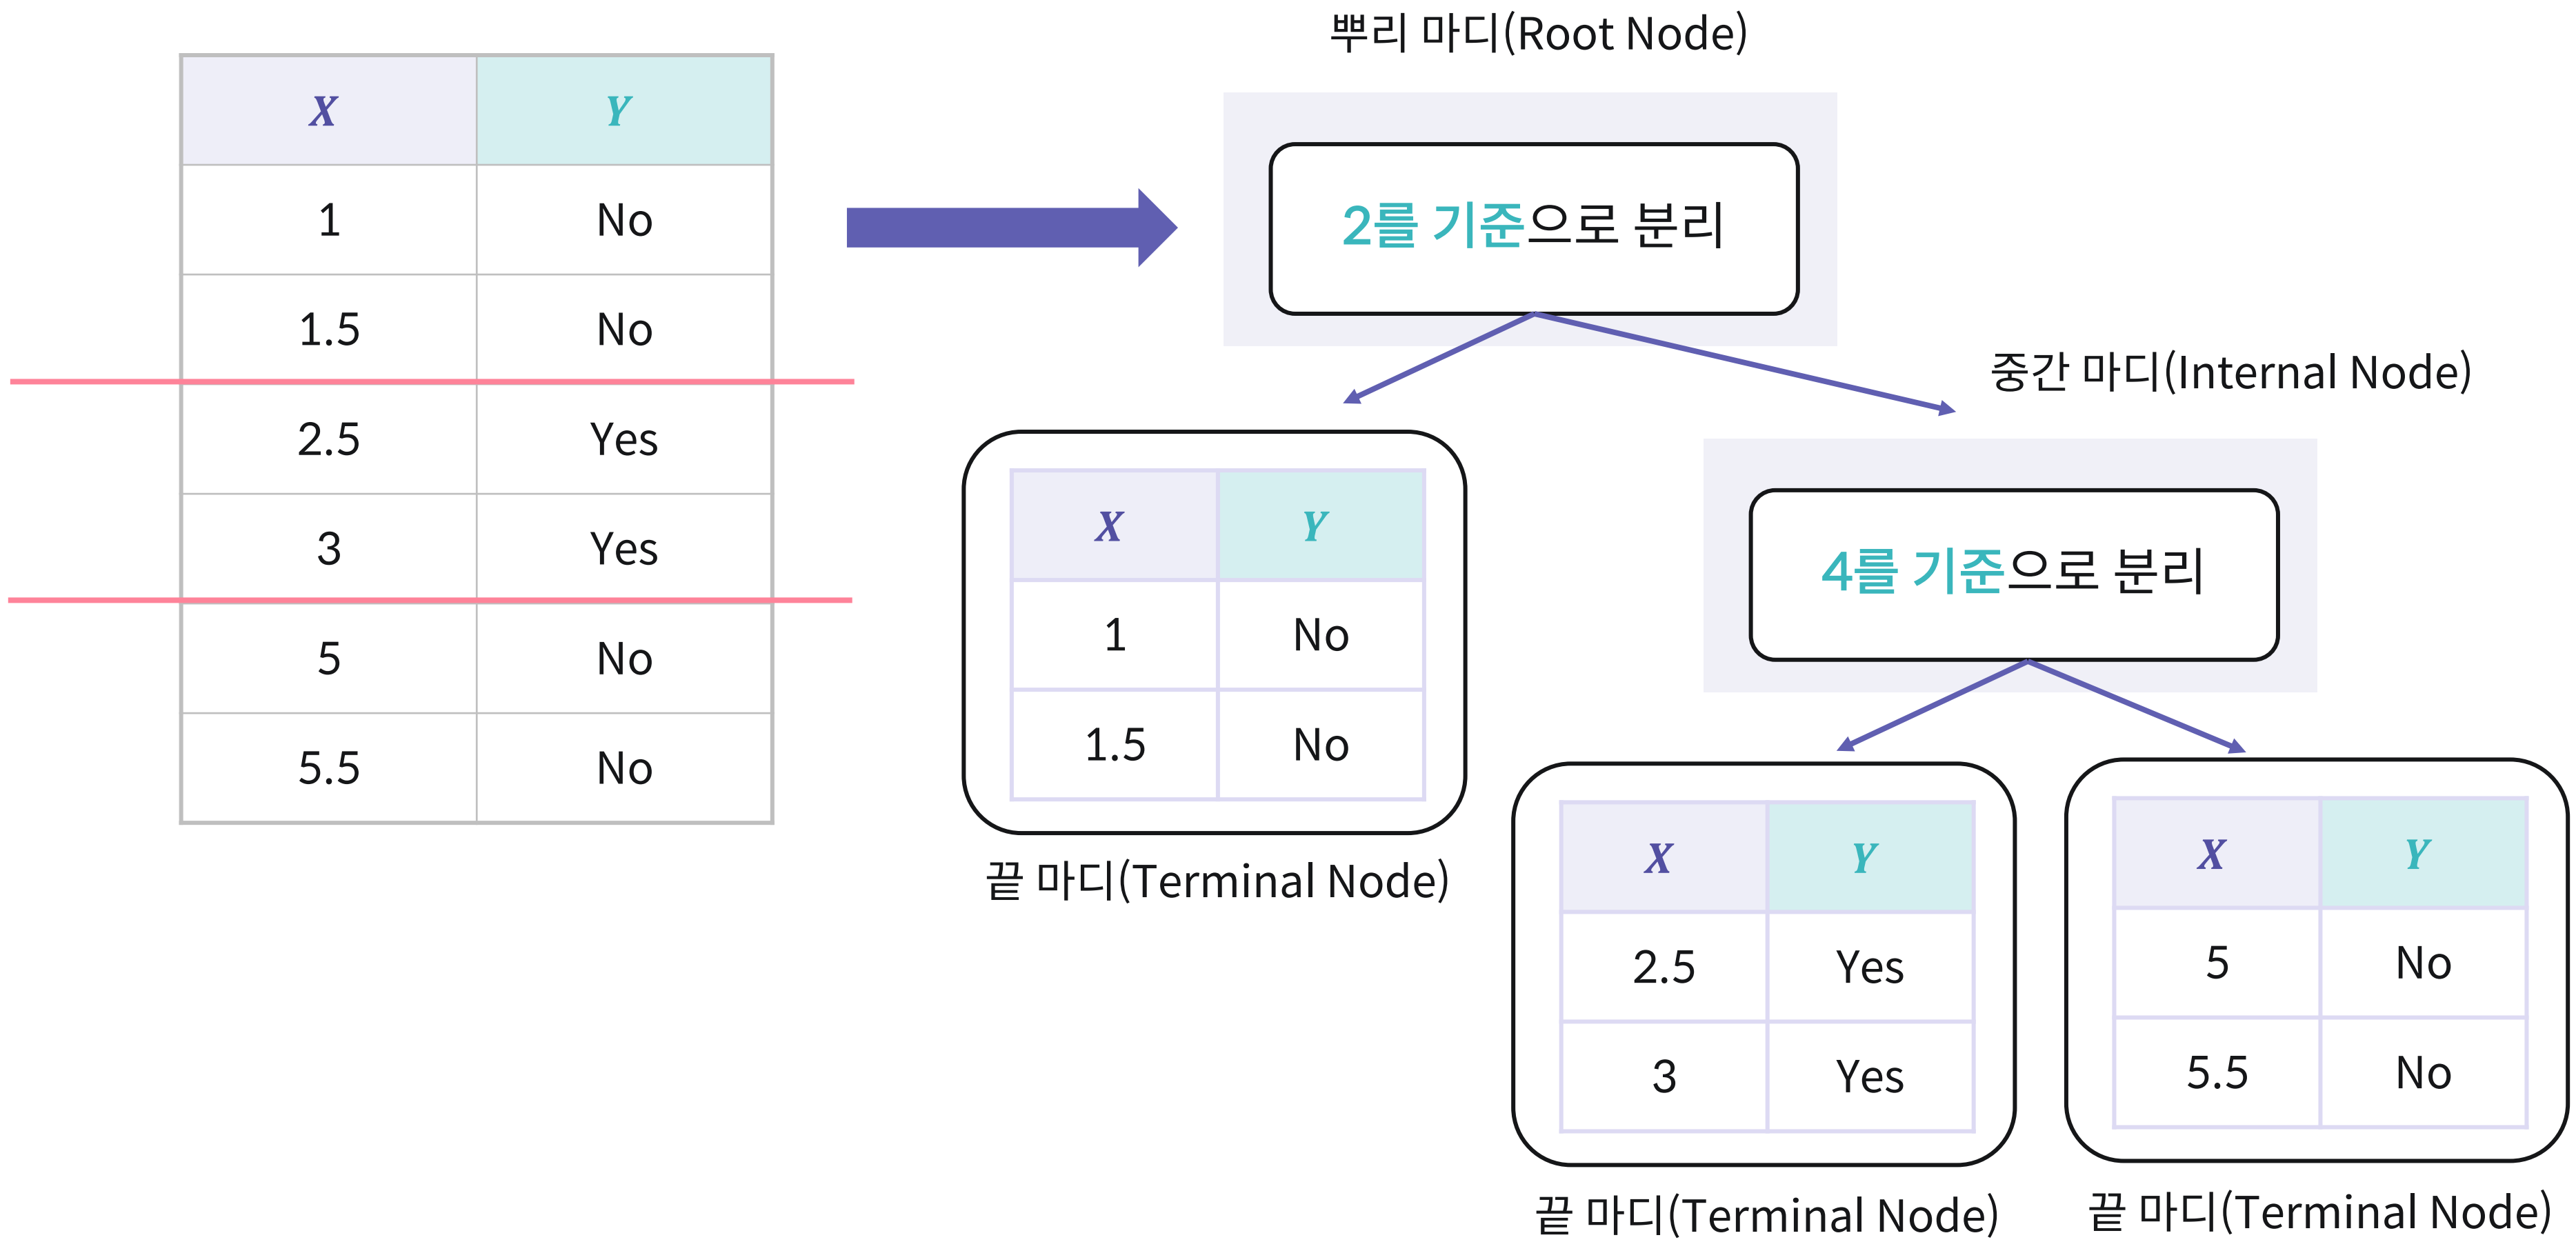 X Y
1 No
1.5 No
2.5 Yes
3 Yes
5 No
5.5 No
뿌리 마디(Root Node)
2를 기준으로 분리
중간 마디(Internal Node)
4를 기준으로 분리
X Y
1 No
1.5 No
끝 마디(Terminal Node)
X Y
2.5 Yes
3 Yes
끝 마디(Terminal Node)
X Y
5 No
5.5 No
끝 마디(Terminal Node)